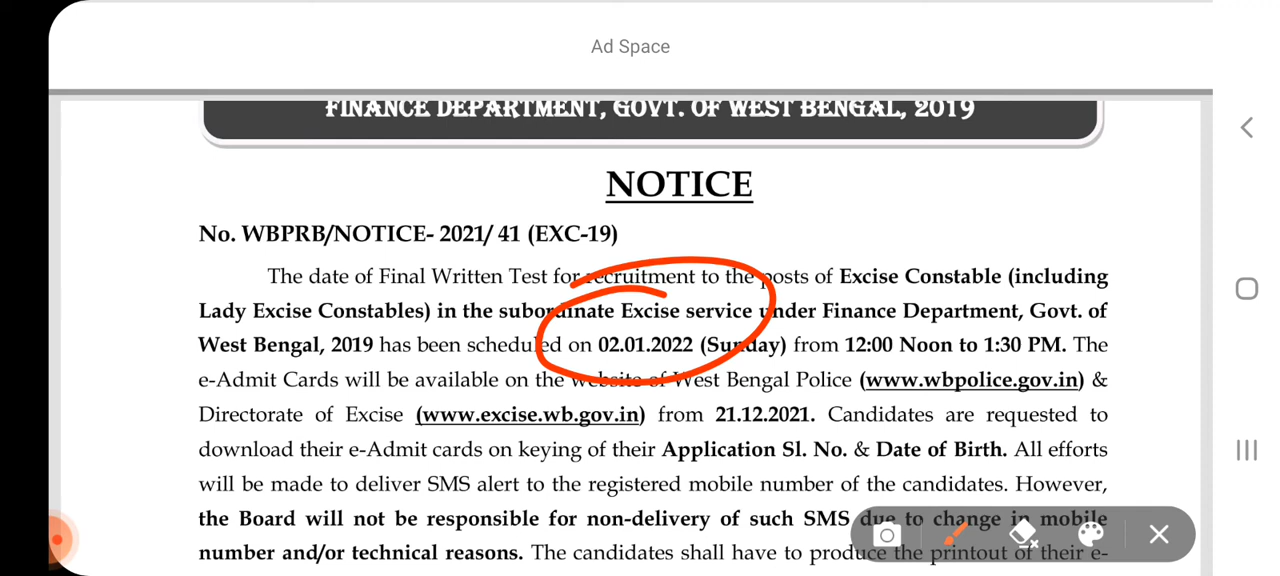 Ad Space
FINANCE DEPARTMENT, GOVT. OF WEST BENGAL, 2019
NOTICE
No. WBPRB/NOTICE- 2021/ 41 (EXC-19)
The date of Final Written Test for recruitment to the posts of Excise Constable (including
Lady Excise Constables) in the subordinate Excise service under Finance Department, Govt. of
West Bengal, 2019 has been scheduled on 02.01.2022 (Sunday) from 12:00 Noon to 1:30 PM. The
e-Admit Cards will be available on the website of West Bengal Police (www.wbpolice.gov.in) &
Directorate of Excise (www.excise.wb.gov.in) from 21.12.2021. Candidates are requested to
download their e-Admit cards on keying of their Application Sl. No. & Date of Birth. All efforts
will be made to deliver SMS alert to the registered mobile number of the candidates. However,
the Board will not be responsible for non-delivery of such SMS due to change in mobile
number and/or technical reasons. The candidates shall have to produce the printout of their e-